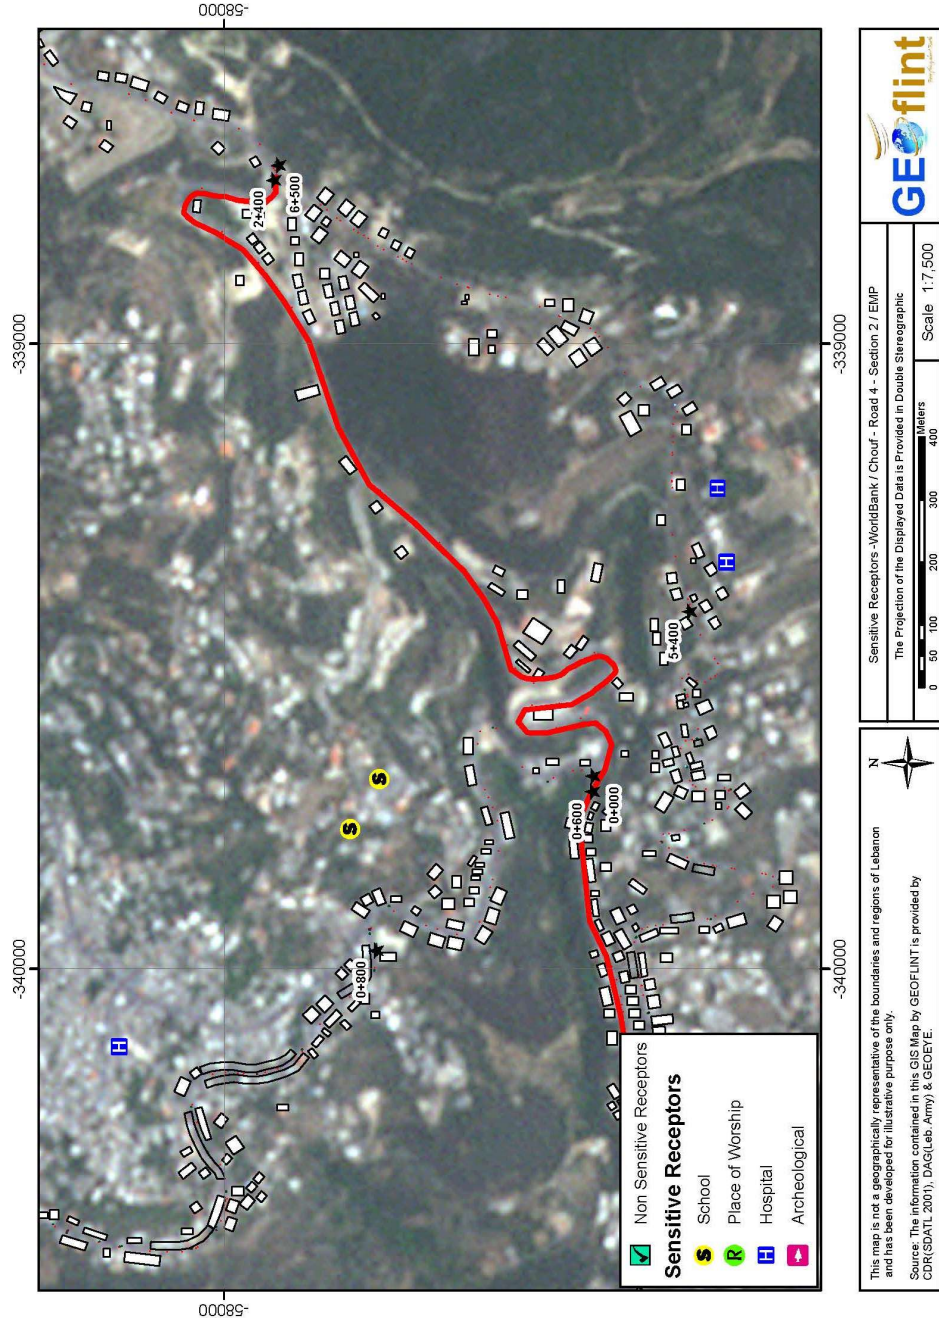 -339000
-340000
-58000
-58000
2+400
6+500
0+800
0+600
0+000
5+400
S
S
H
H
H
Non Sensitive Receptors
Sensitive Receptors
S School
R Place of Worship
H Hospital
Archeological
-339000
-340000
N
This map is not a geographically representative of the boundaries and regions of Lebanon
and has been developed for illustrative purpose only.
Source: The information contained in this GIS Map by GEOFLINT is provided by
CDR(SDATL 2001), DAG(Leb. Army) & GEOEYE.
Sensitive Receptors -WorldBank / Chouf - Road 4 - Section 2 / EMP
The Projection of the Displayed Data is Provided in Double Stereographic
0 50 100 200 300 400
Meters
Scale 1:7,500
GEOflint